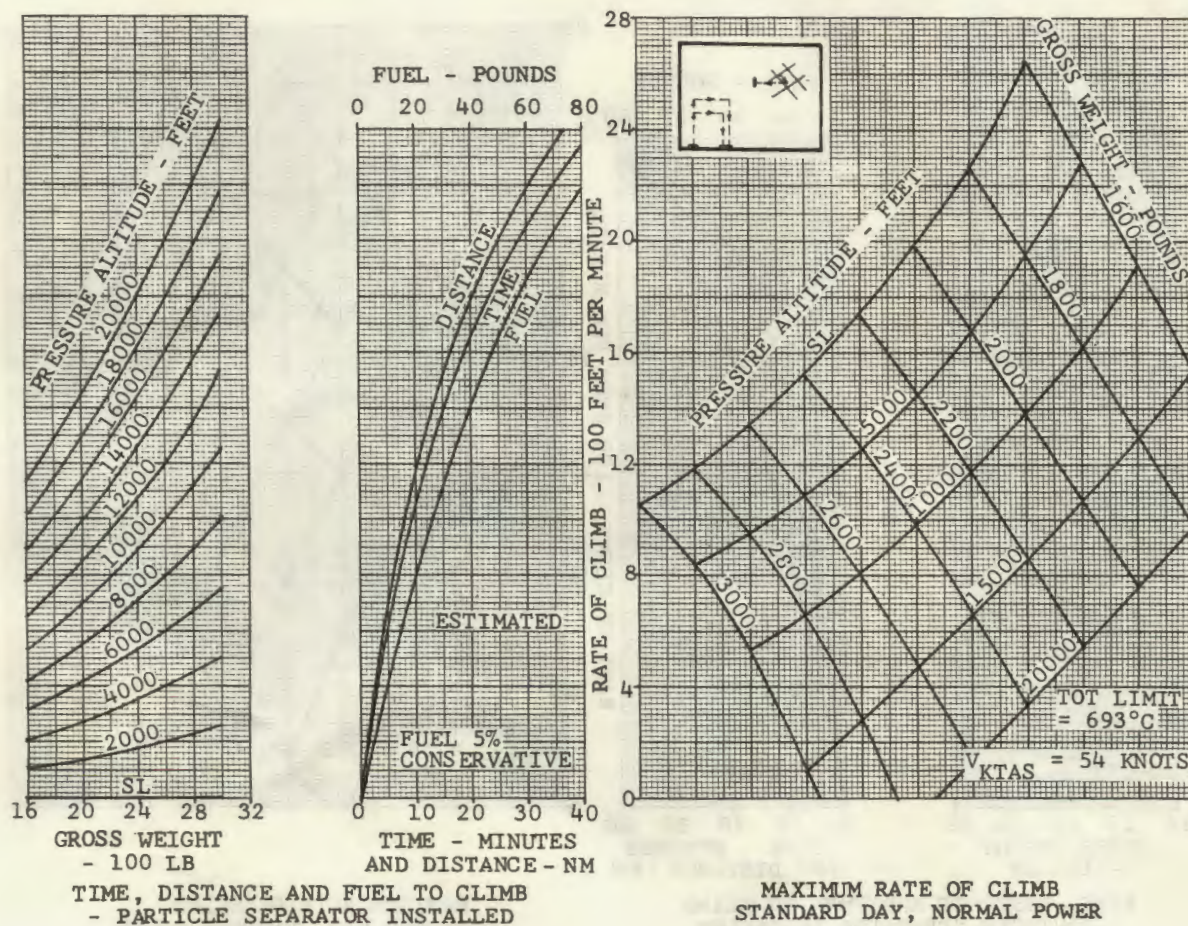 PRESSURE ALTITUDE - FEET
20000
18000
16000
14000
12000
10000
8000
6000
4000
2000
SL
16 20 24 28 32
GROSS WEIGHT
- 100 LB
FUEL - POUNDS
0 20 40 60 80
DISTANCE
TIME
FUEL
ESTIMATED
FUEL 5%
CONSERVATIVE
0 10 20 30 40
TIME - MINUTES
AND DISTANCE - NM
TIME, DISTANCE AND FUEL TO CLIMB
- PARTICLE SEPARATOR INSTALLED
RATE OF CLIMB - 100 FEET PER MINUTE
28
24
20
16
12
8
4
0
PRESSURE ALTITUDE - FEET
SL
5000
10000
15000
20000
GROSS WEIGHT - POUNDS
1600
1800
2000
2200
2400
2600
2800
3000
TOT LIMIT
= 693°C
VKTAS = 54 KNOTS
MAXIMUM RATE OF CLIMB
STANDARD DAY, NORMAL POWER